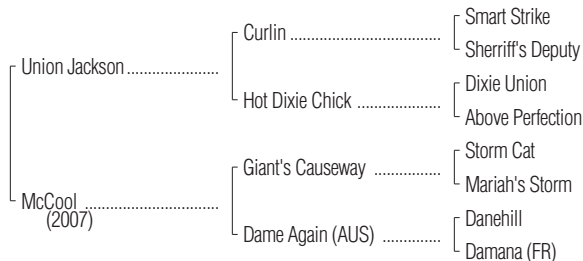 Smart Strike
Curlin ....................
Sherriff's Deputy
Union Jackson ......................
Dixie Union
Hot Dixie Chick ................
Above Perfection
Storm Cat
Giant's Causeway ...............
Mariah's Storm
McCool ................................
(2007)
Danehill
Dame Again (AUS) .............
Damana (FR)